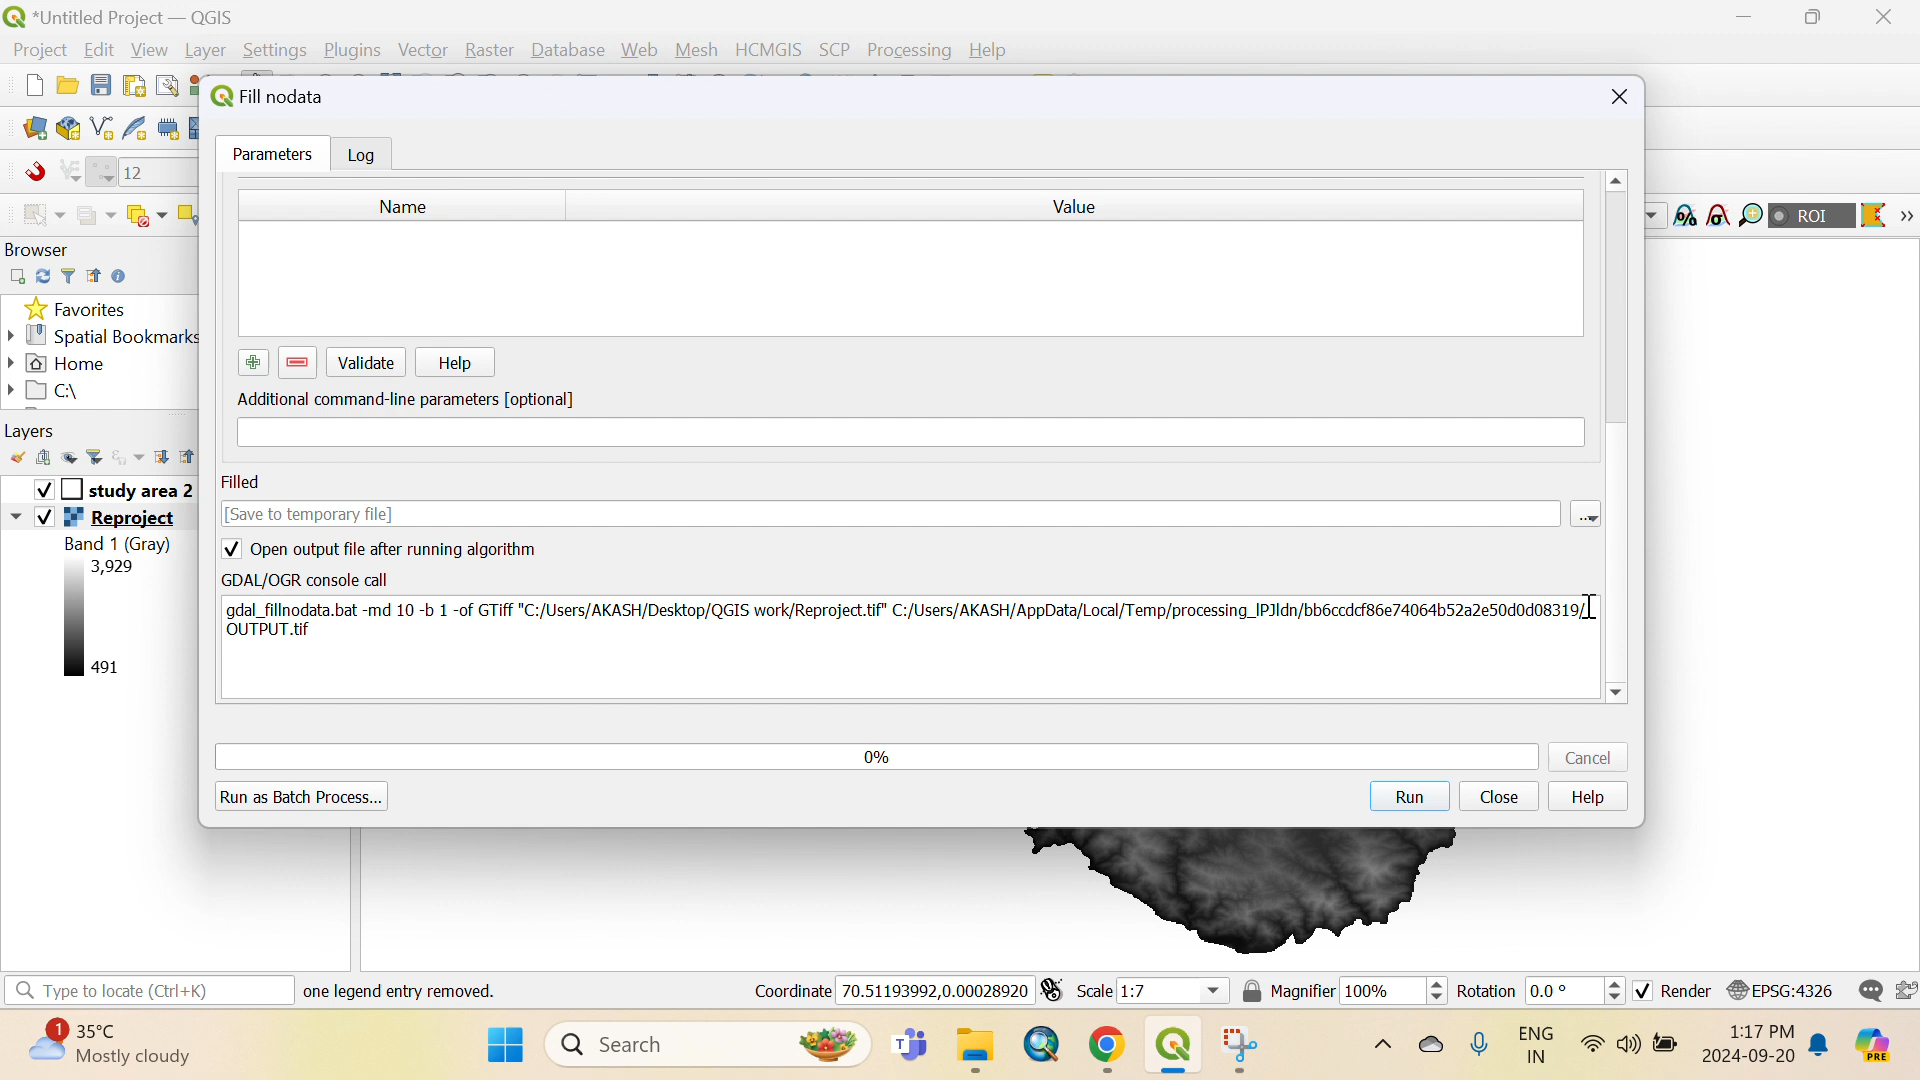 *Untitled Project — QGIS
Project Edit View Layer Settings Plugins Vector Raster Database Web Mesh HCMGIS SCP Processing Help
Fill nodata
Parameters Log
12
Name Value
ROI
Browser
Favorites
Spatial Bookmarks
Home
C:\
Validate Help
Additional command-line parameters [optional]
Layers
study area 2
Reproject
Band 1 (Gray)
3,929
491
Filled
[Save to temporary file]
...
Open output file after running algorithm
GDAL/OGR console call
gdal_fillnodata.bat -md 10 -b 1 -of GTiff "C:/Users/AKASH/Desktop/QGIS work/Reproject.tif" C:/Users/AKASH/AppData/Local/Temp/processing_lPJldn/bb6ccdcf86e74064b52a2e50d0d08319/
OUTPUT.tif
0%
Cancel
Run as Batch Process...
Run Close Help
Type to locate (Ctrl+K) one legend entry removed. Coordinate 70.51193992,0.00028920 Scale 1:7 Magnifier 100% Rotation 0.0 ° Render EPSG:4326
1 35°C
Mostly cloudy
Search
ENG
IN
1:17 PM
2024-09-20
PRE